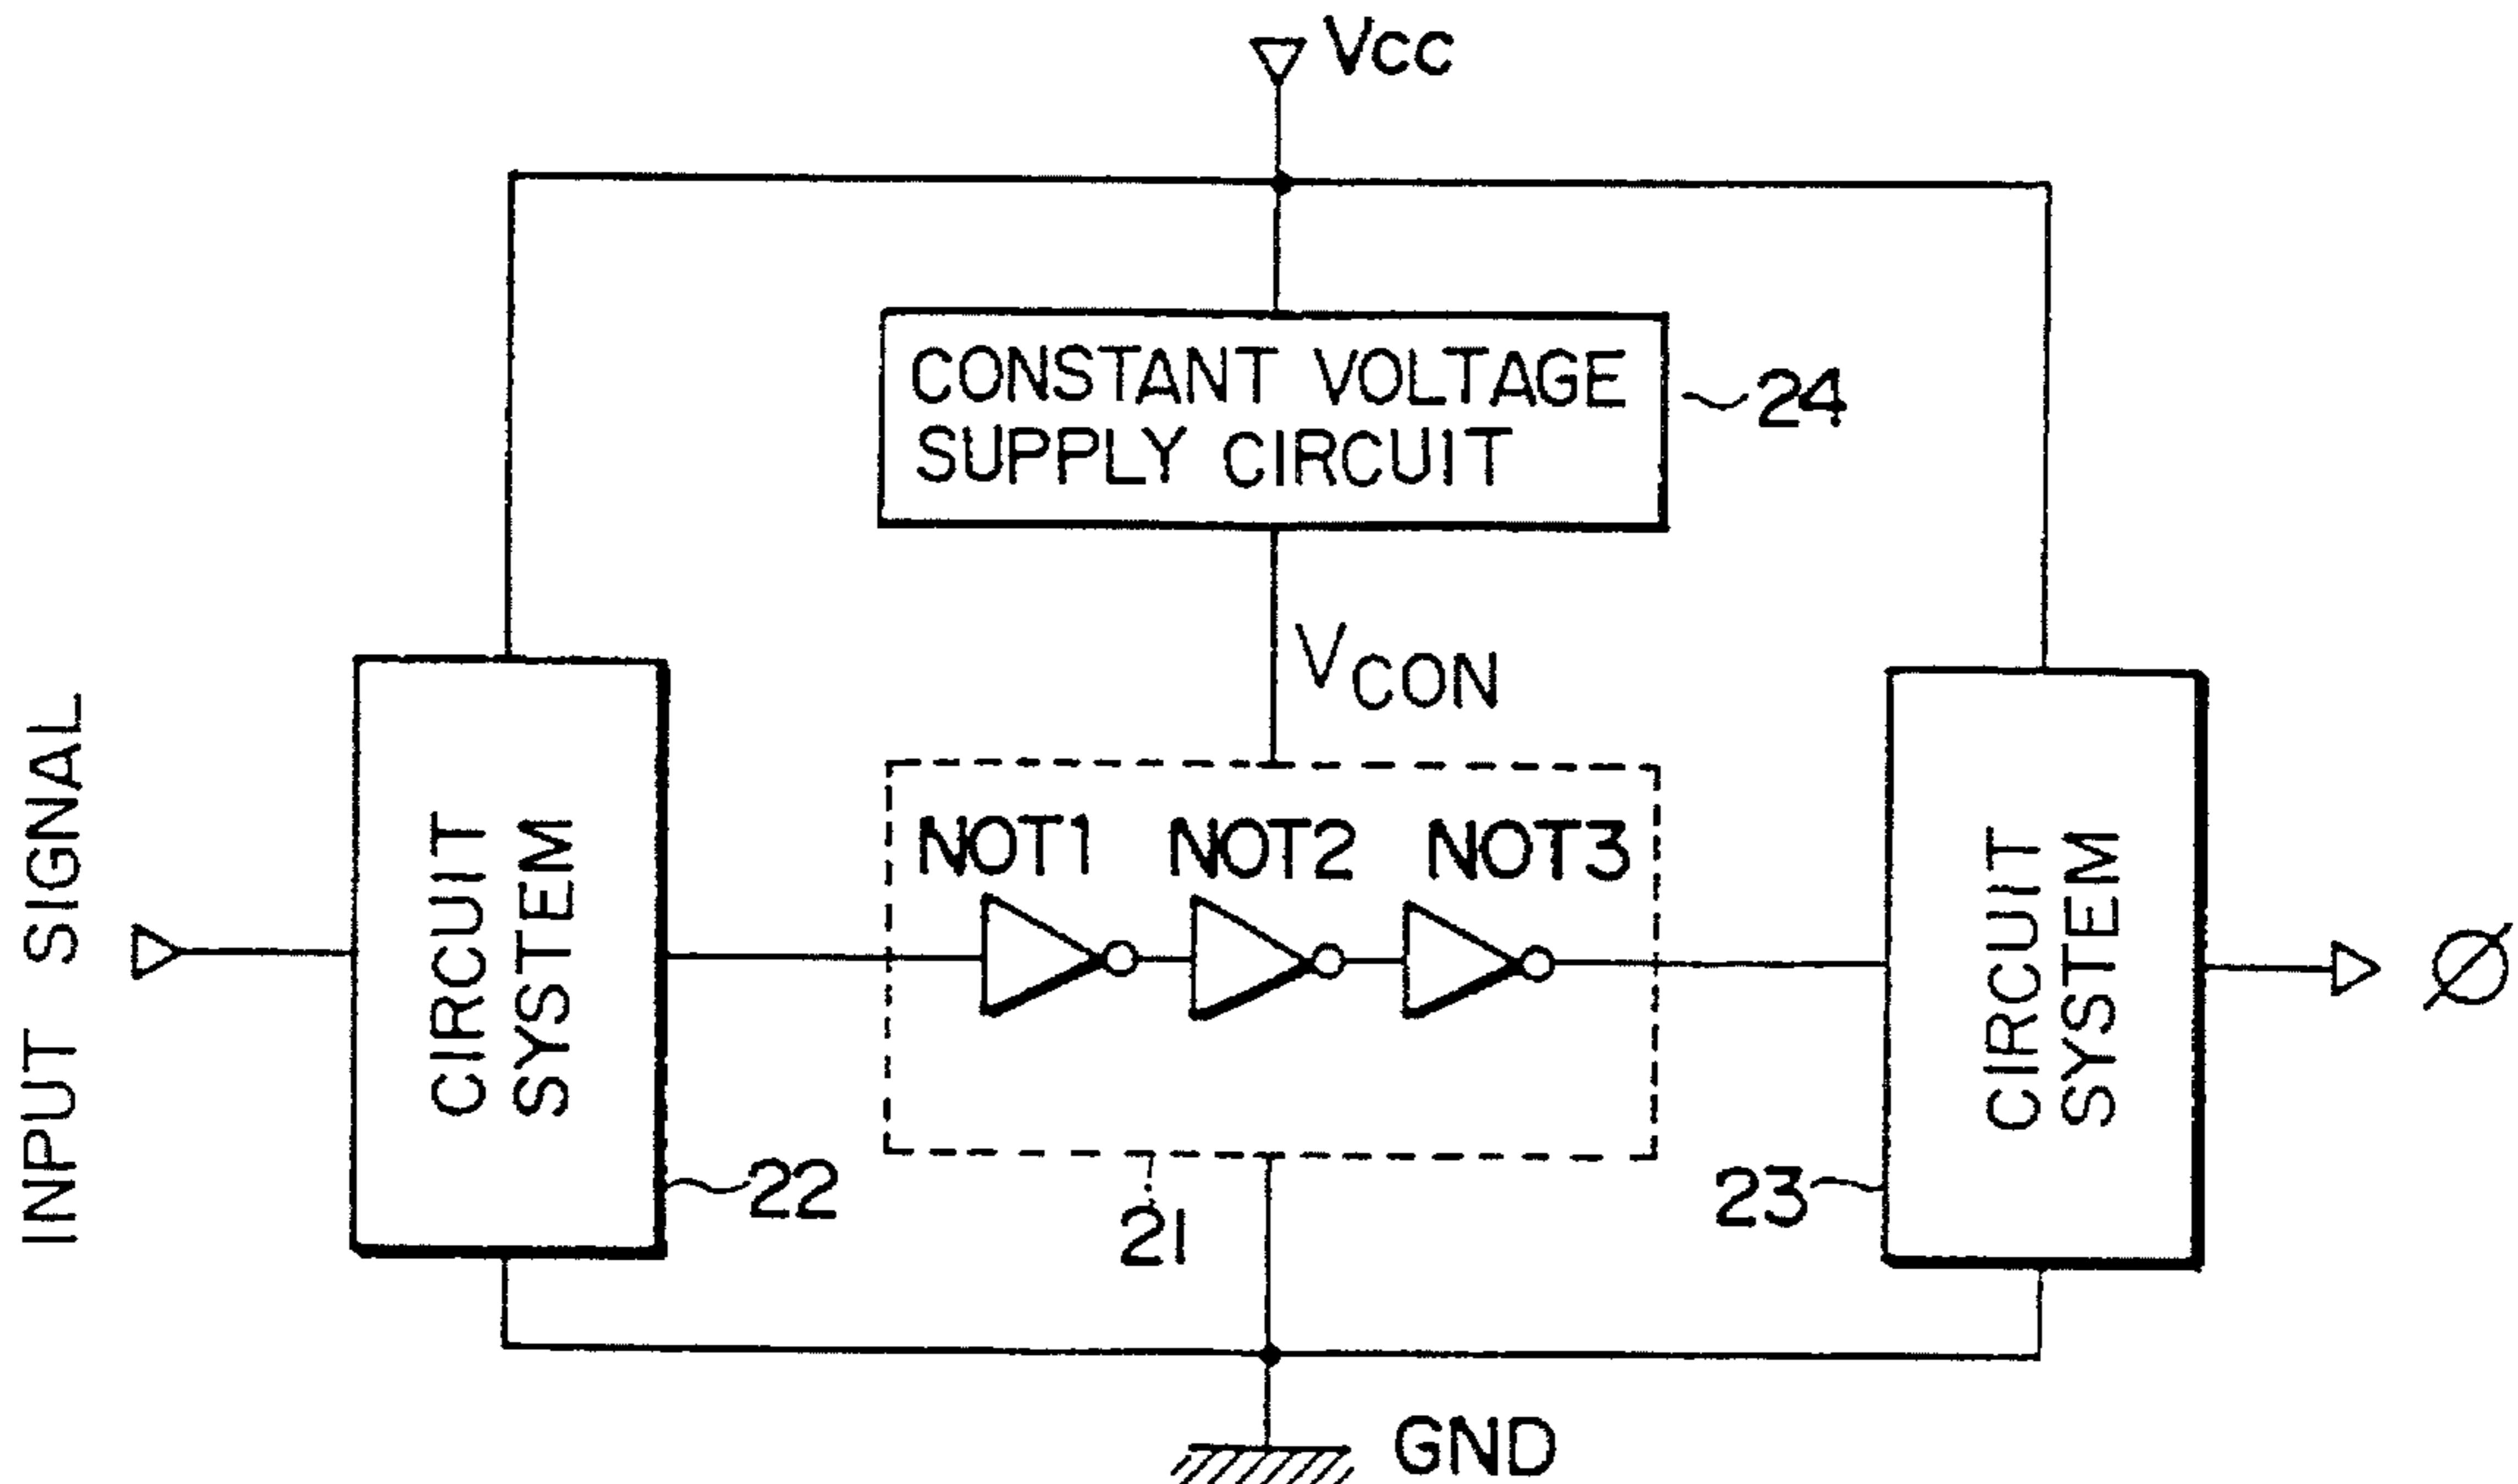 Vcc
CONSTANT VOLTAGE
SUPPLY CIRCUIT
24
VCON
INPUT SIGNAL
CIRCUIT
SYSTEM
22
NOT1 NOT2 NOT3
21
CIRCUIT
SYSTEM
23
Ø
GND